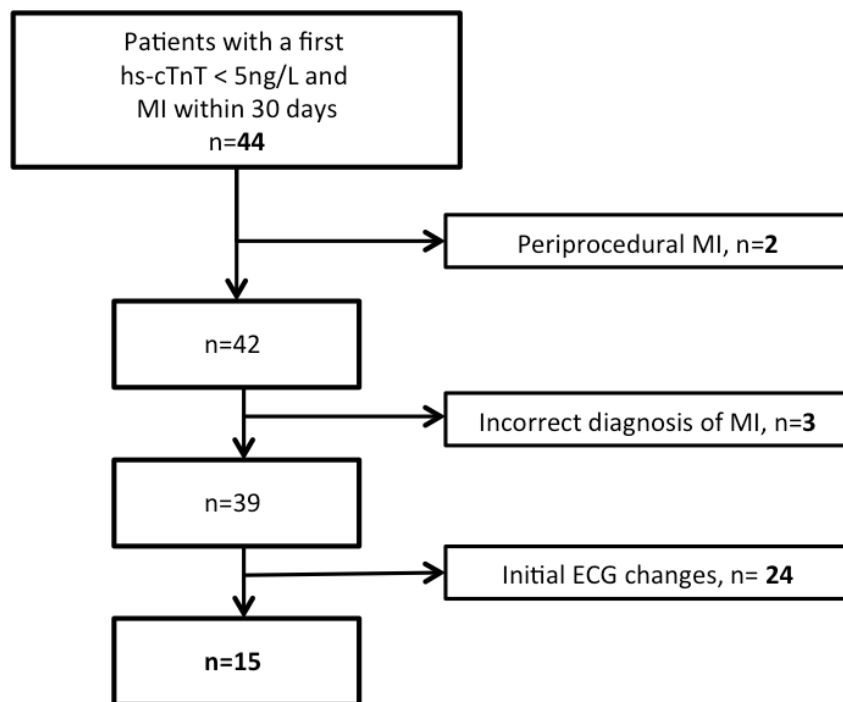 Patients with a first
hs-cTnT < 5ng/L and
MI within 30 days
n=44
Periprocedural MI, n=2
n=42
Incorrect diagnosis of MI, n=3
n=39
Initial ECG changes, n= 24
n=15